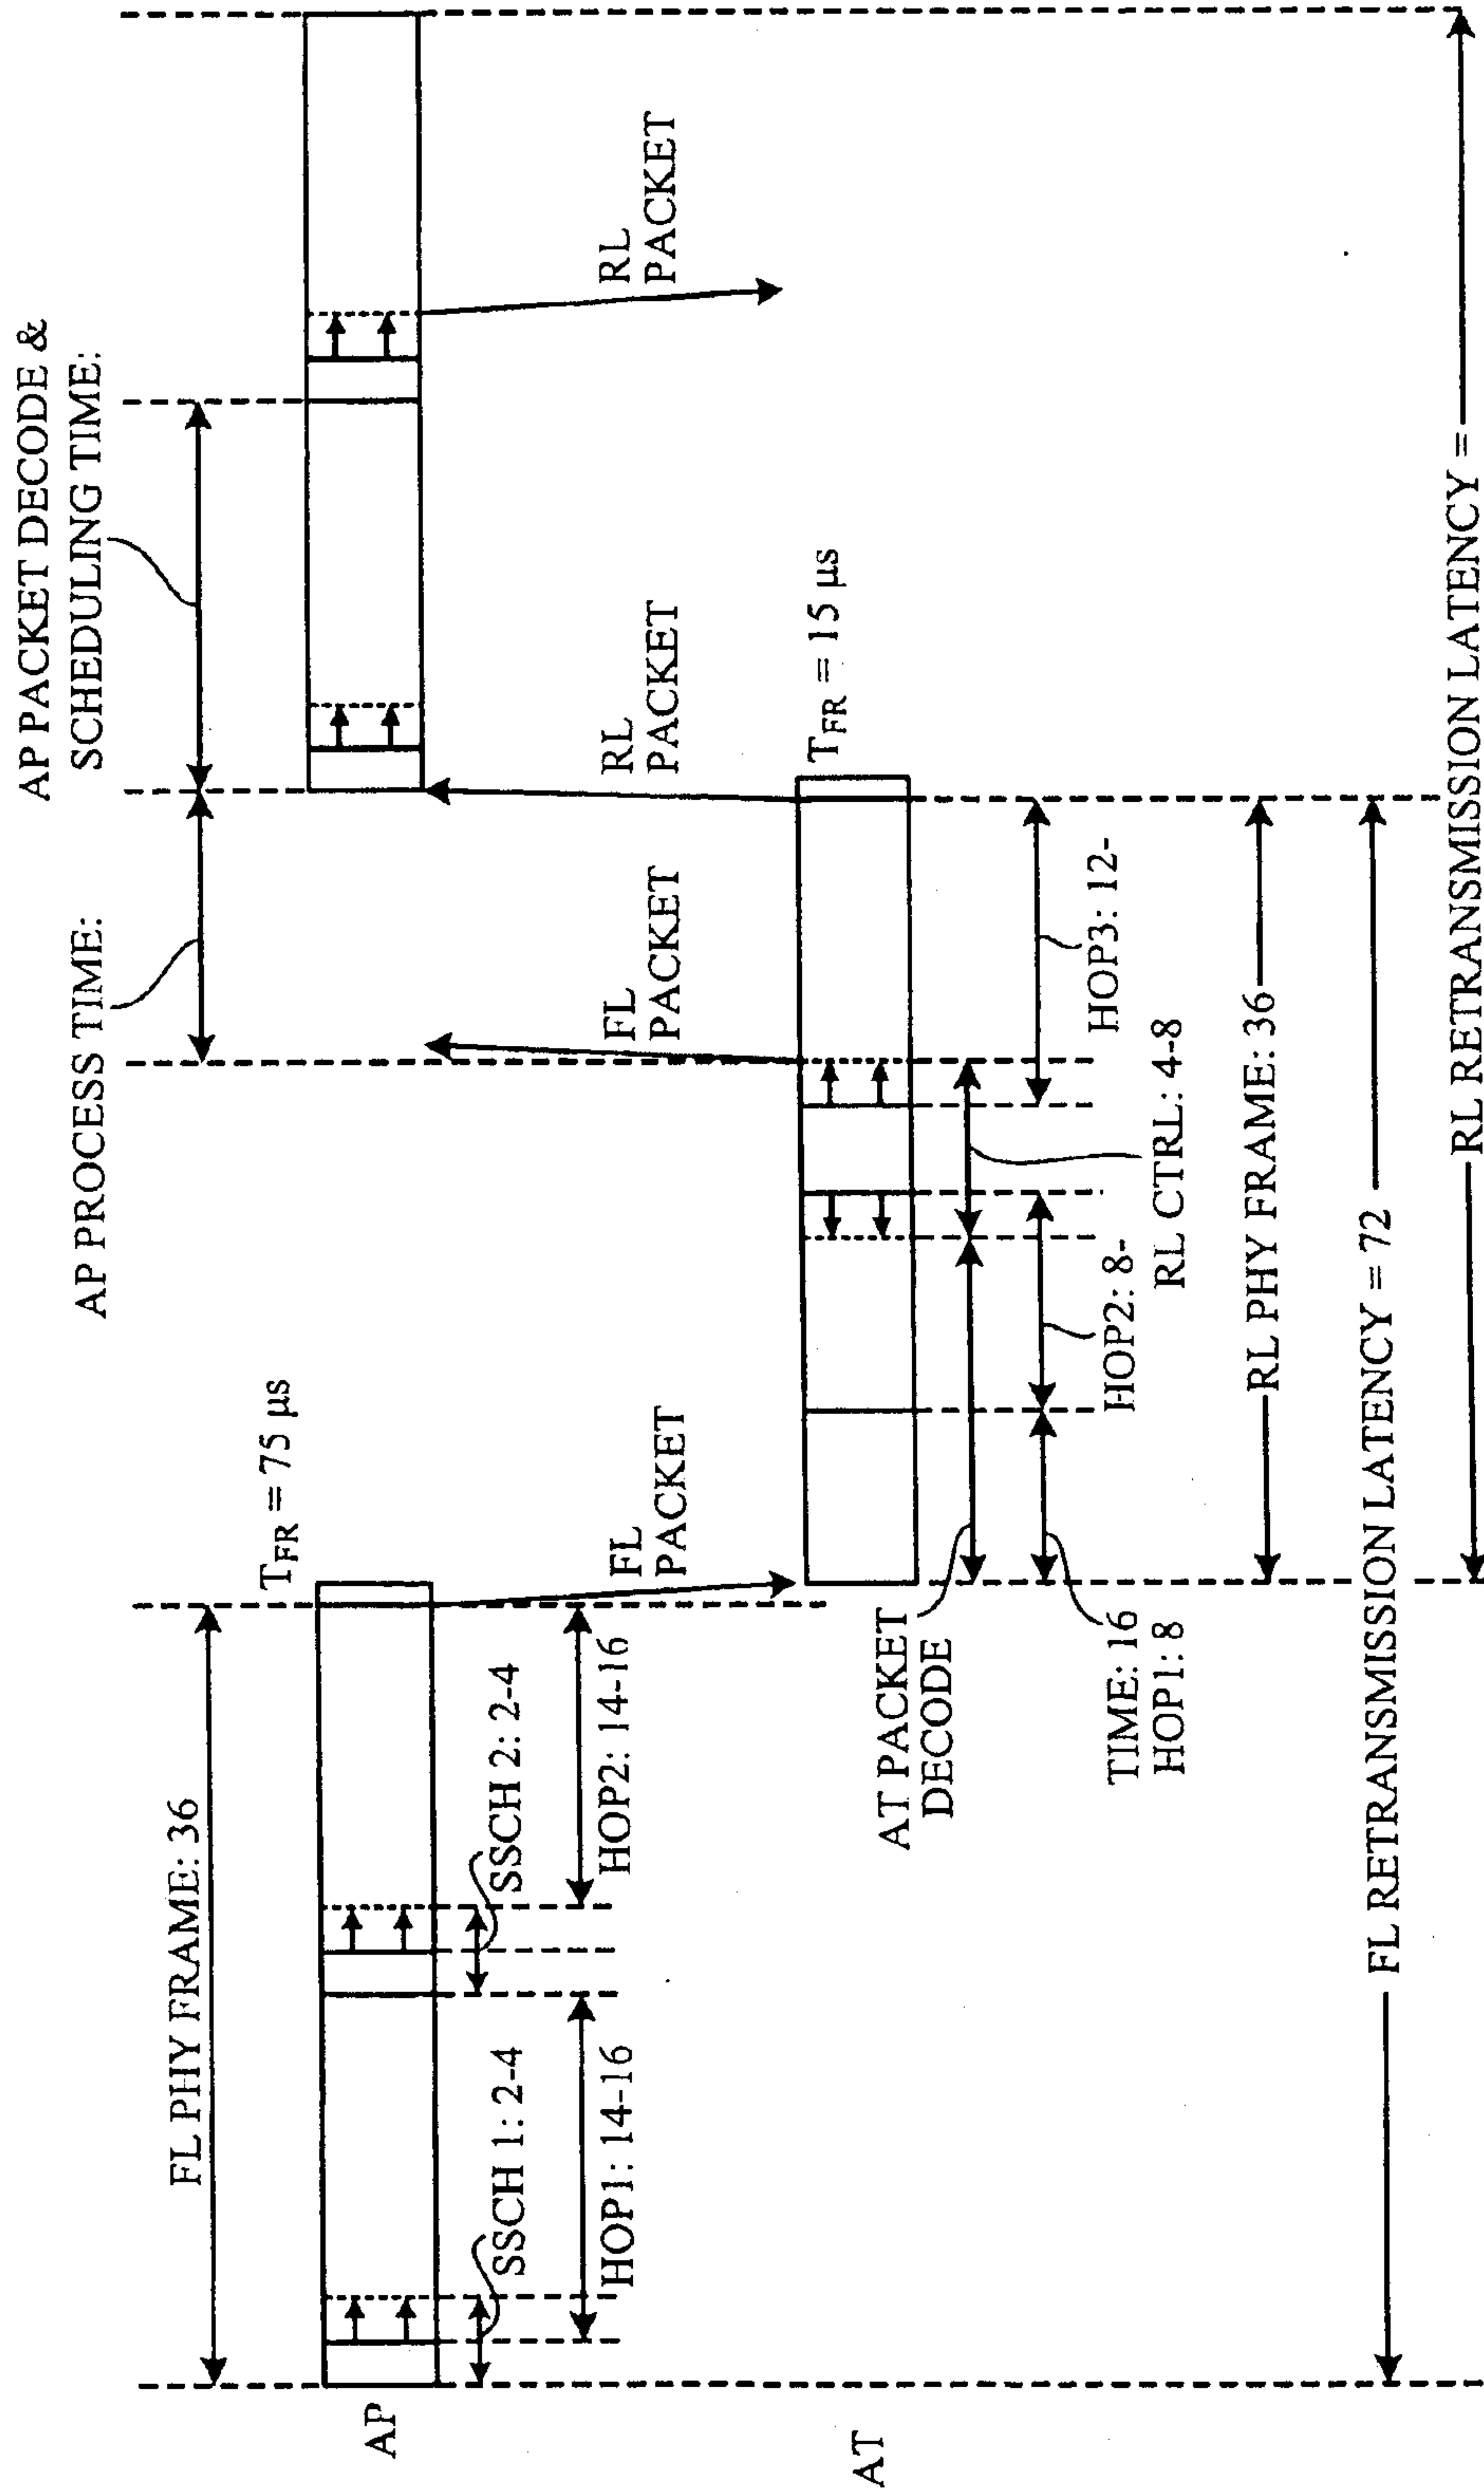 AP PACKET DECODE &
SCHEDULING TIME:
AP PROCESS TIME:
FL PHY FRAME: 36
T_FR = 75 µs
AP
SSCH 1: 2-4
SSCH 2: 2-4
HOP1: 14-16
HOP2: 14-16
FL
PACKET
FL
PACKET
RL
PACKET
RL
PACKET
T_FR = 15 µs
AT
AT PACKET
DECODE
TIME: 16
HOP1: 8
HOP2: 8-
RL CTRL: 4-8
HOP3: 12-
RL PHY FRAME: 36
FL RETRANSMISSION LATENCY = 72
RL RETRANSMISSION LATENCY =